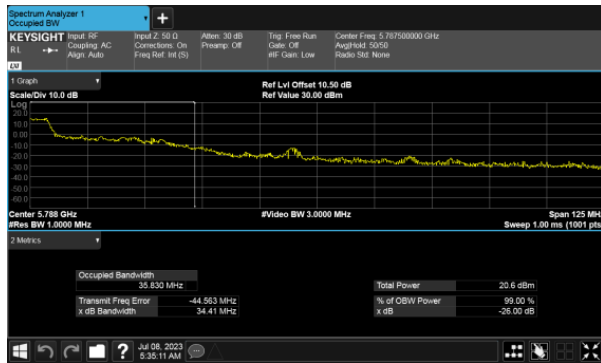 Spectrum Analyzer 1
Occupied BW
KEYSIGHT
RL
LXI
Input: RF
Coupling: AC
Align: Auto
Input Z: 50 Ω
Corrections: On
Freq Ref: Int (S)
Atten: 30 dB
Preamp: Off
Trig: Free Run
Gate: Off
#IF Gain: Low
Center Freq: 5.787500000 GHz
Avg|Hold: 50/50
Radio Std: None
1 Graph
Scale/Div 10.0 dB
Ref Lvl Offset 10.50 dB
Ref Value 30.00 dBm
Log
20.0
10.0
0.00
-10.0
-20.0
-30.0
-40.0
-50.0
-60.0
Center 5.788 GHz
#Res BW 1.0000 MHz
#Video BW 3.0000 MHz
Span 125 MH
Sweep 1.00 ms (1001 pts
2 Metrics
Occupied Bandwidth
35.830 MHz
Transmit Freq Error -44.563 MHz
x dB Bandwidth 34.41 MHz
Total Power 20.6 dBm
% of OBW Power 99.00 %
x dB -26.00 dB
Jul 08, 2023
5:35:11 AM